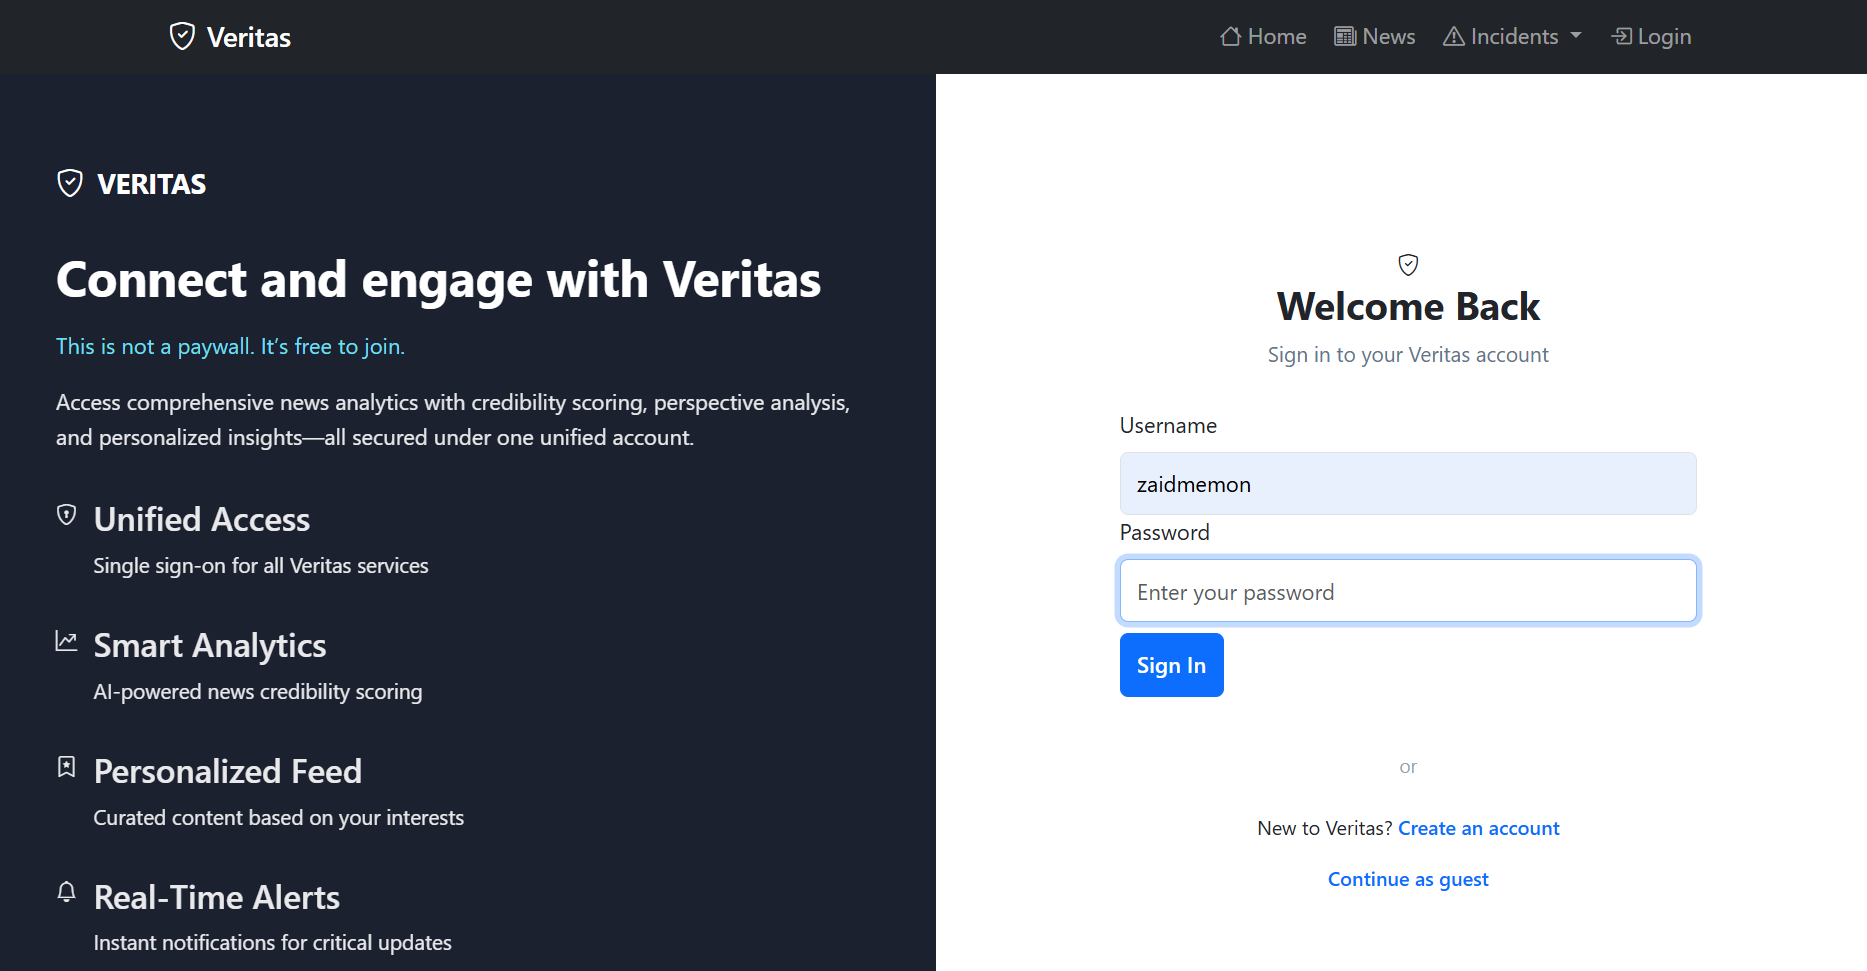 Veritas
Home
News
Incidents
Login
VERITAS
Connect and engage with Veritas
This is not a paywall. It’s free to join.
Access comprehensive news analytics with credibility scoring, perspective analysis,
and personalized insights—all secured under one unified account.
Unified Access
Single sign-on for all Veritas services
Smart Analytics
AI-powered news credibility scoring
Personalized Feed
Curated content based on your interests
Real-Time Alerts
Instant notifications for critical updates
Welcome Back
Sign in to your Veritas account
Username
zaidmemon
Password
Enter your password
Sign In
or
New to Veritas? Create an account
Continue as guest